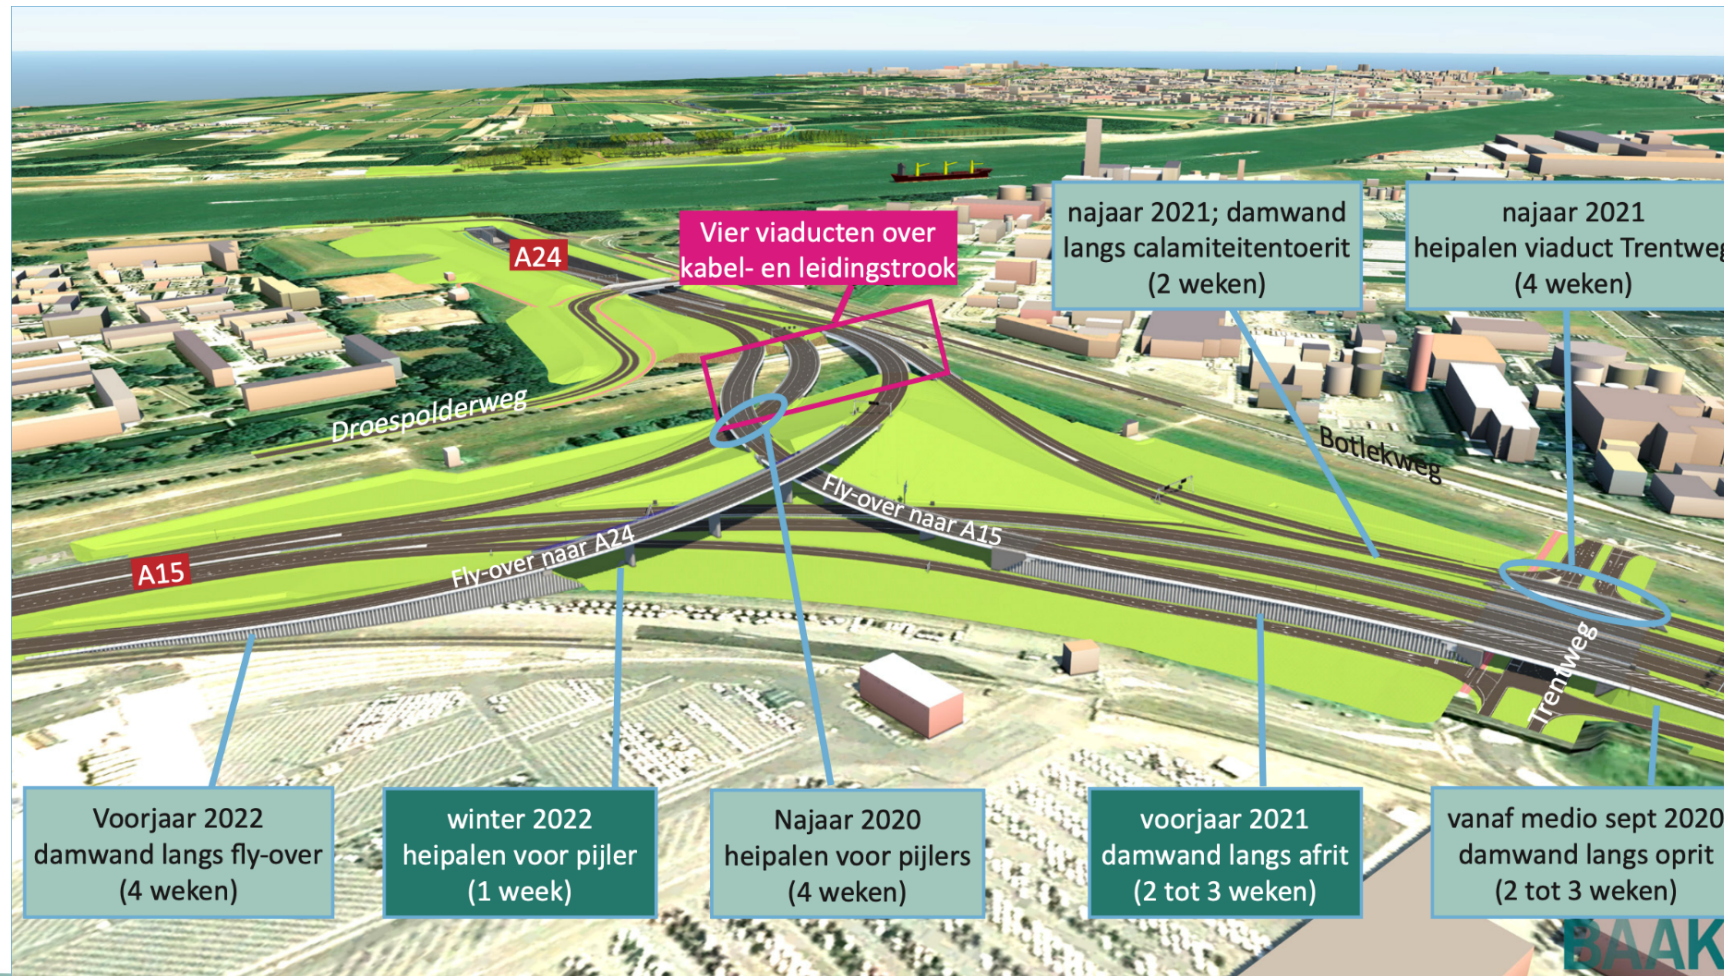 A24
Vier viaducten over
kabel- en leidingstrook
najaar 2021; damwand
langs calamiteitentoerit
(2 weken)
najaar 2021
heipalen viaduct Trentweg
(4 weken)
Droespolderweg
Botlekweg
A15
Fly-over naar A24
Fly-over naar A15
Trentweg
Voorjaar 2022
damwand langs fly-over
(4 weken)
winter 2022
heipalen voor pijler
(1 week)
Najaar 2020
heipalen voor pijlers
(4 weken)
voorjaar 2021
damwand langs afrit
(2 tot 3 weken)
vanaf medio sept 2020
damwand langs oprit
(2 tot 3 weken)
BAAK